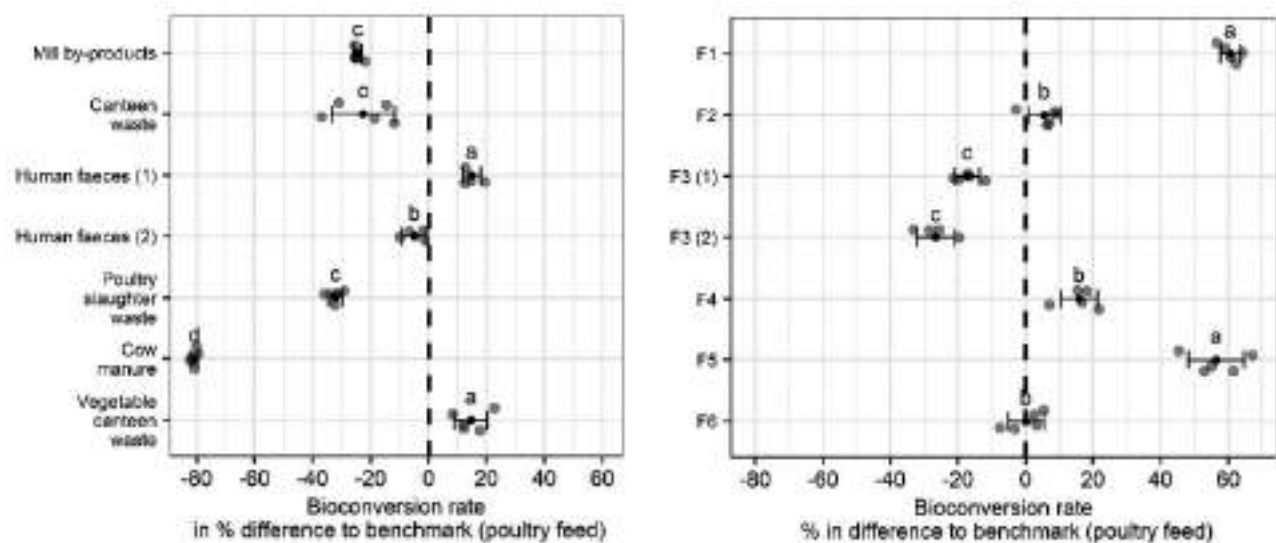 c
Mill by-products
c
Canteen
waste
a
Human faeces (1)
b
Human faeces (2)
c
Poultry
slaughter
waste
d
Cow
manure
a
Vegetable
canteen
waste
-80 -60 -40 -20 0 20 40 60
Bioconversion rate
in % difference to benchmark (poultry feed)
a
F1
b
F2
c
F3 (1)
c
F3 (2)
b
F4
a
F5
b
F6
-80 -60 -40 -20 0 20 40 60
Bioconversion rate
% in difference to benchmark (poultry feed)